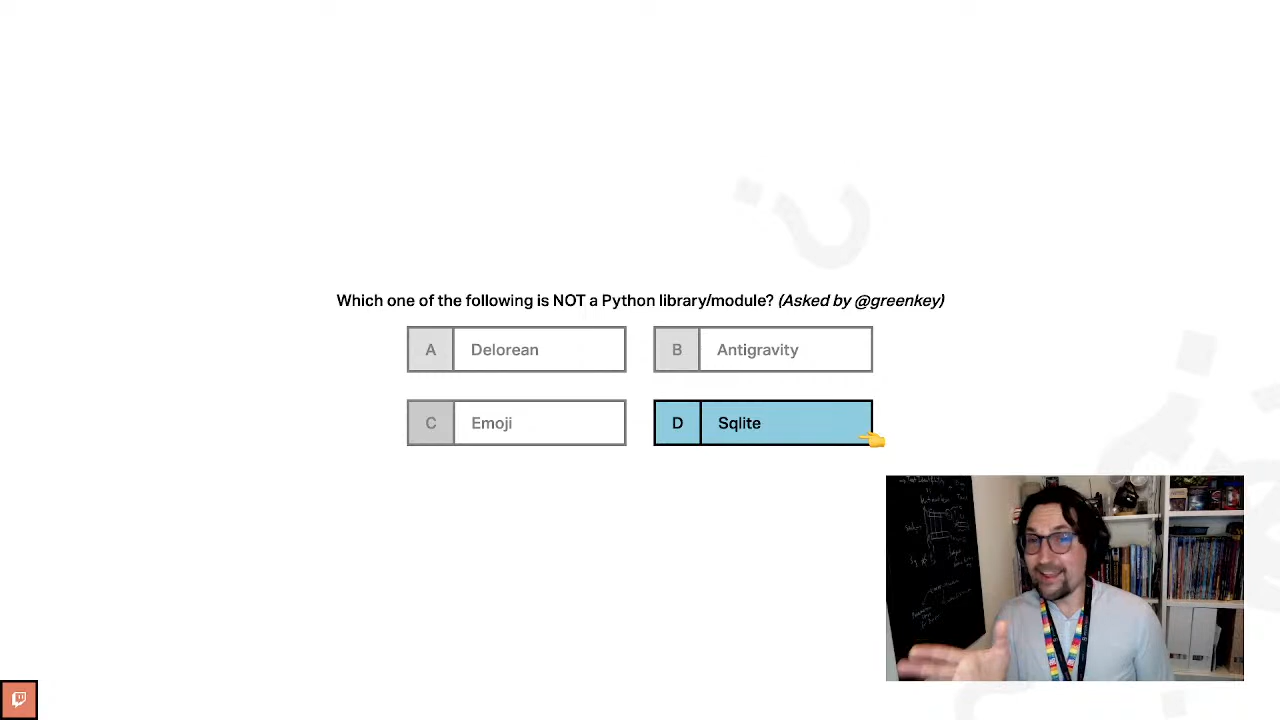 Which one of the following is NOT a Python library/module? (Asked by @greenkey)
A Delorean
B Antigravity
C Emoji
D Sqlite